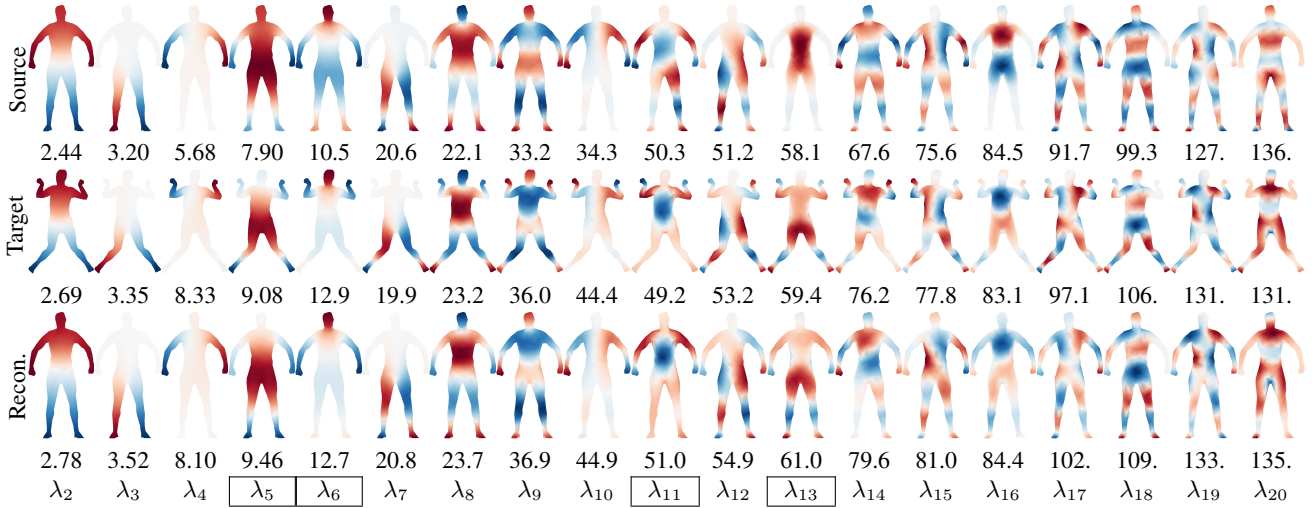 Source
2.44 3.20 5.68 7.90 10.5 20.6 22.1 33.2 34.3 50.3 51.2 58.1 67.6 75.6 84.5 91.7 99.3 127. 136.
Target
2.69 3.35 8.33 9.08 12.9 19.9 23.2 36.0 44.4 49.2 53.2 59.4 76.2 77.8 83.1 97.1 106. 131. 131.
Recon.
2.78 3.52 8.10 9.46 12.7 20.8 23.7 36.9 44.9 51.0 54.9 61.0 79.6 81.0 84.4 102. 109. 133. 135.
λ₂ λ₃ λ₄ λ₅ λ₆ λ₇ λ₈ λ₉ λ₁₀ λ₁₁ λ₁₂ λ₁₃ λ₁₄ λ₁₅ λ₁₆ λ₁₇ λ₁₈ λ₁₉ λ₂₀